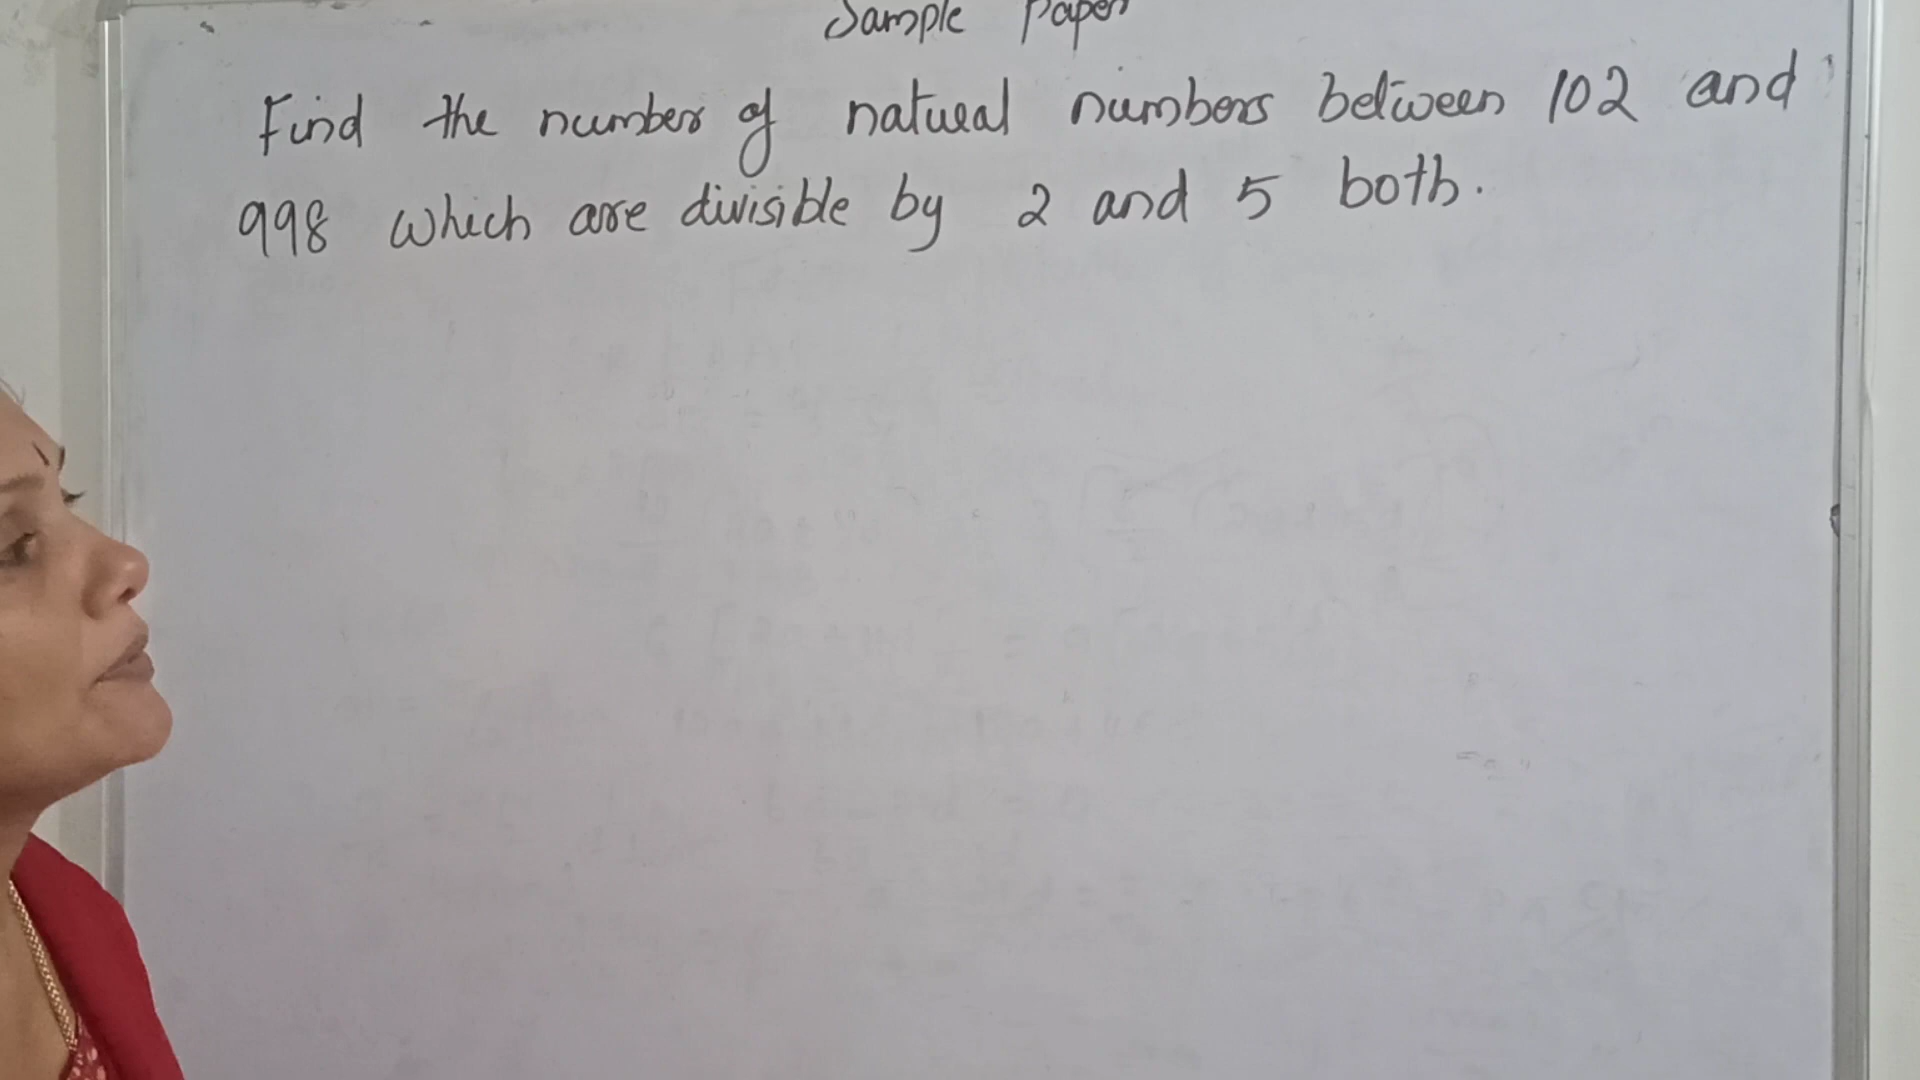 Sample Paper
Find the number of natural numbers between 102 and
998 which are divisible by 2 and 5 both.